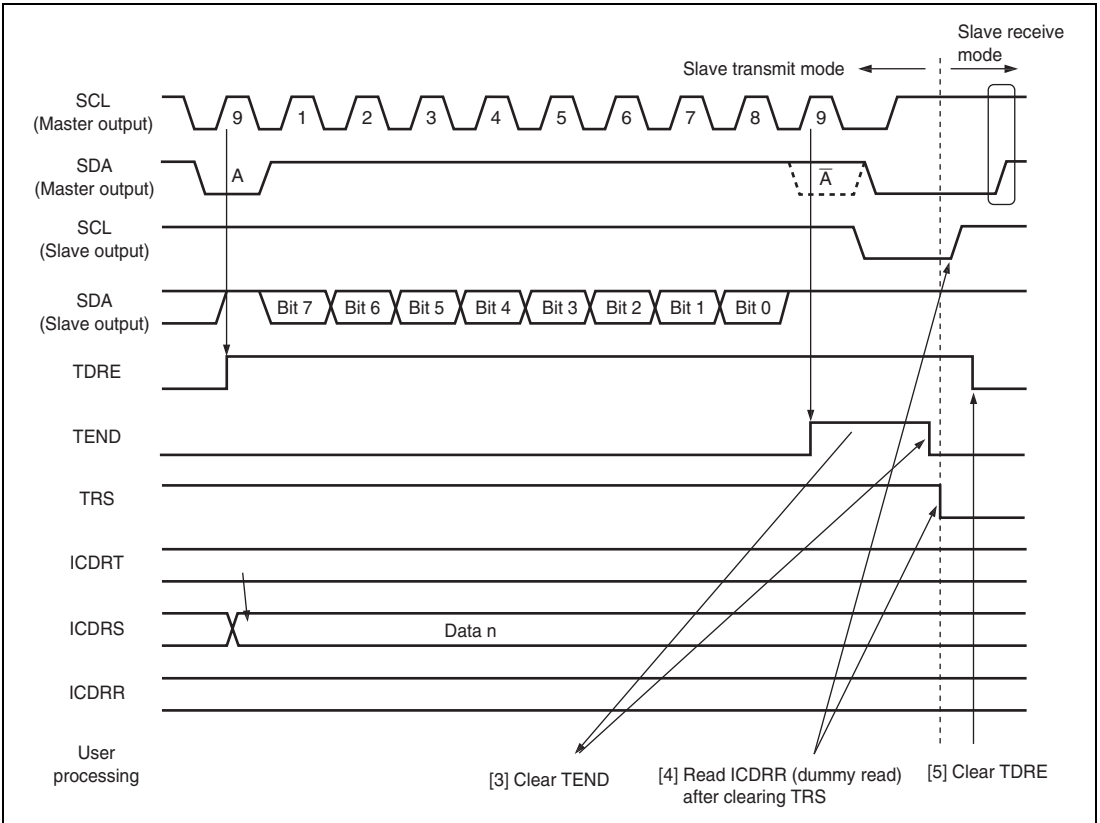 Slave receive
mode
Slave transmit mode
SCL
(Master output)
9 1 2 3 4 5 6 7 8 9
SDA
(Master output)
A A̅
SCL
(Slave output)
SDA
(Slave output)
Bit 7 Bit 6 Bit 5 Bit 4 Bit 3 Bit 2 Bit 1 Bit 0
TDRE
TEND
TRS
ICDRT
ICDRS
Data n
ICDRR
User
processing
[3] Clear TEND
[4] Read ICDRR (dummy read)
after clearing TRS
[5] Clear TDRE